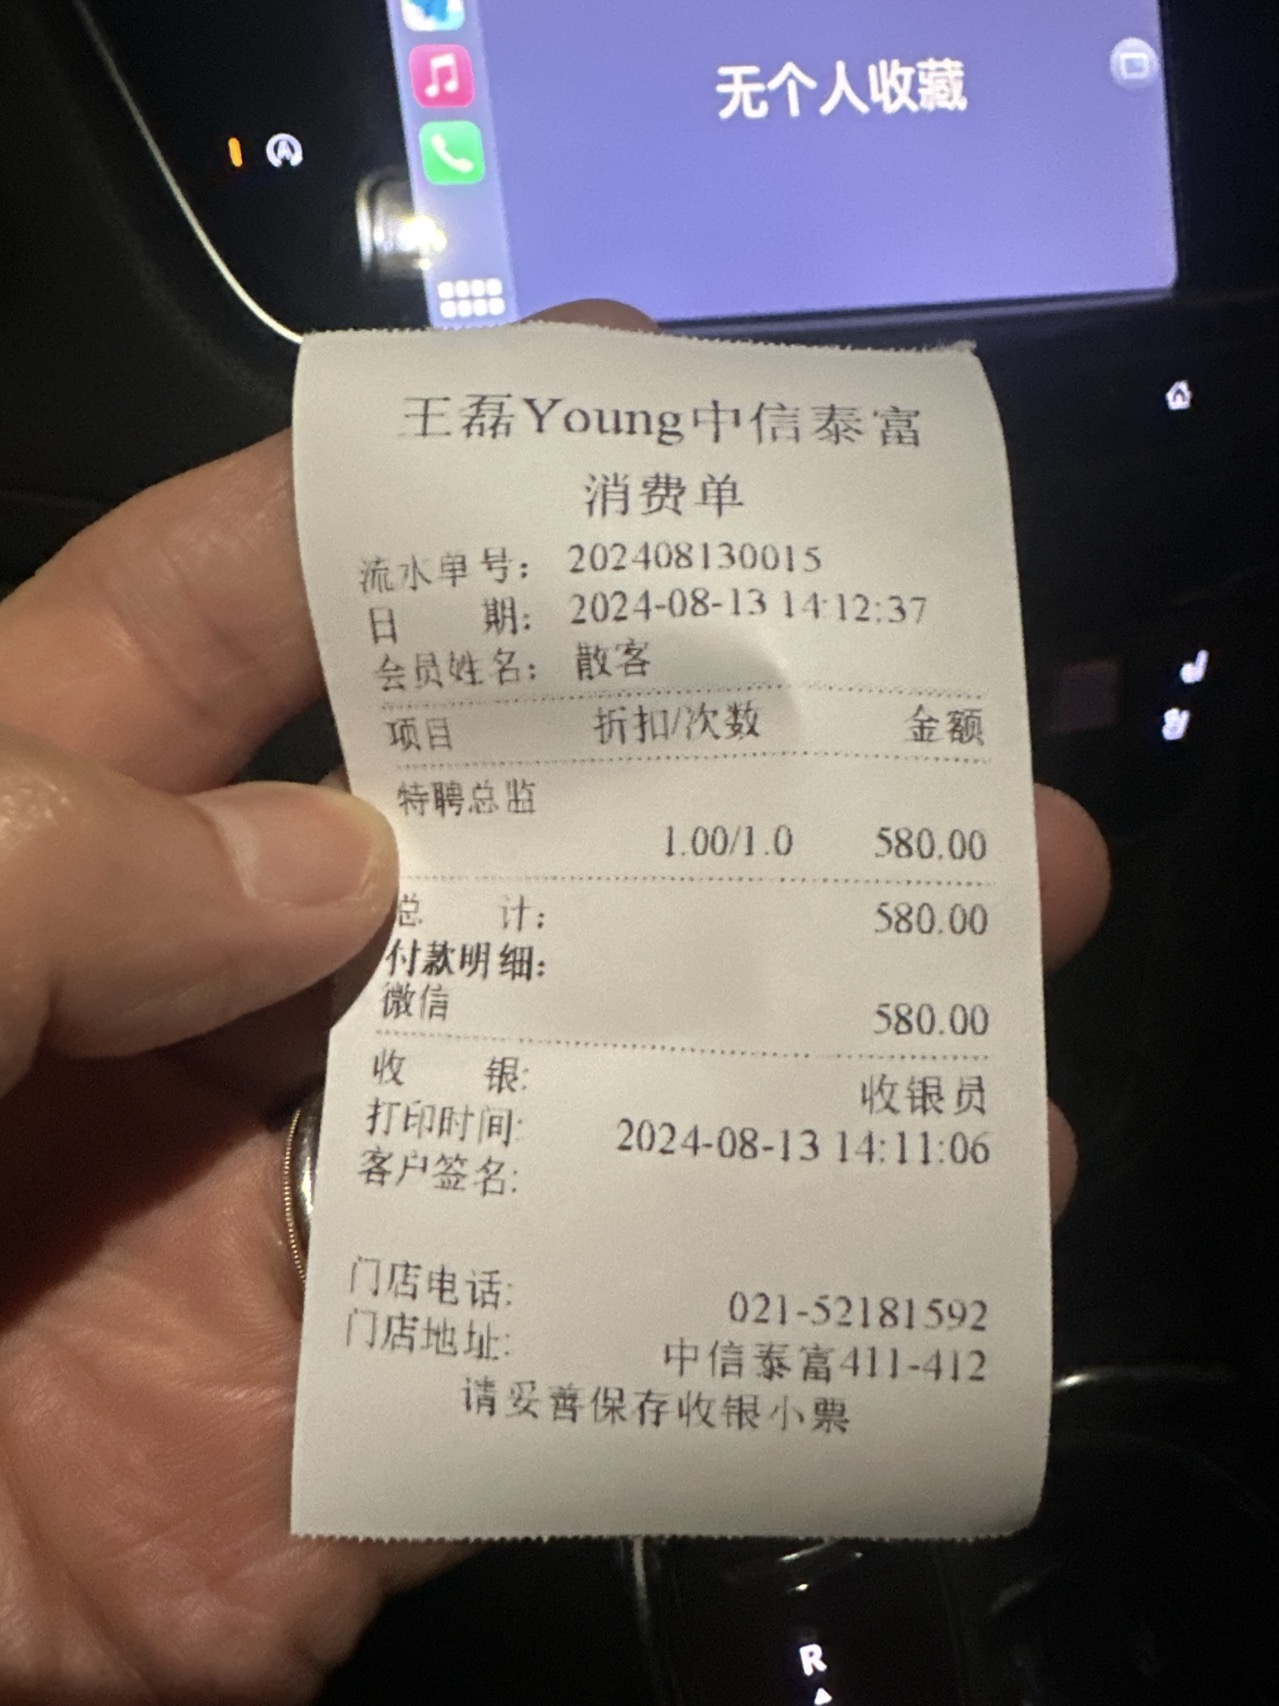 无个人收藏
王磊Young中信泰富
消费单
流水单号: 202408130015
日 期: 2024-08-13 14:12:37
会员姓名: 散客
项目 折扣/次数 金额
特聘总监
1.00/1.0 580.00
总 计: 580.00
付款明细:
微信 580.00
收 银: 收银员
打印时间: 2024-08-13 14:11:06
客户签名:
门店电话: 021-52181592
门店地址: 中信泰富411-412
请妥善保存收银小票
R